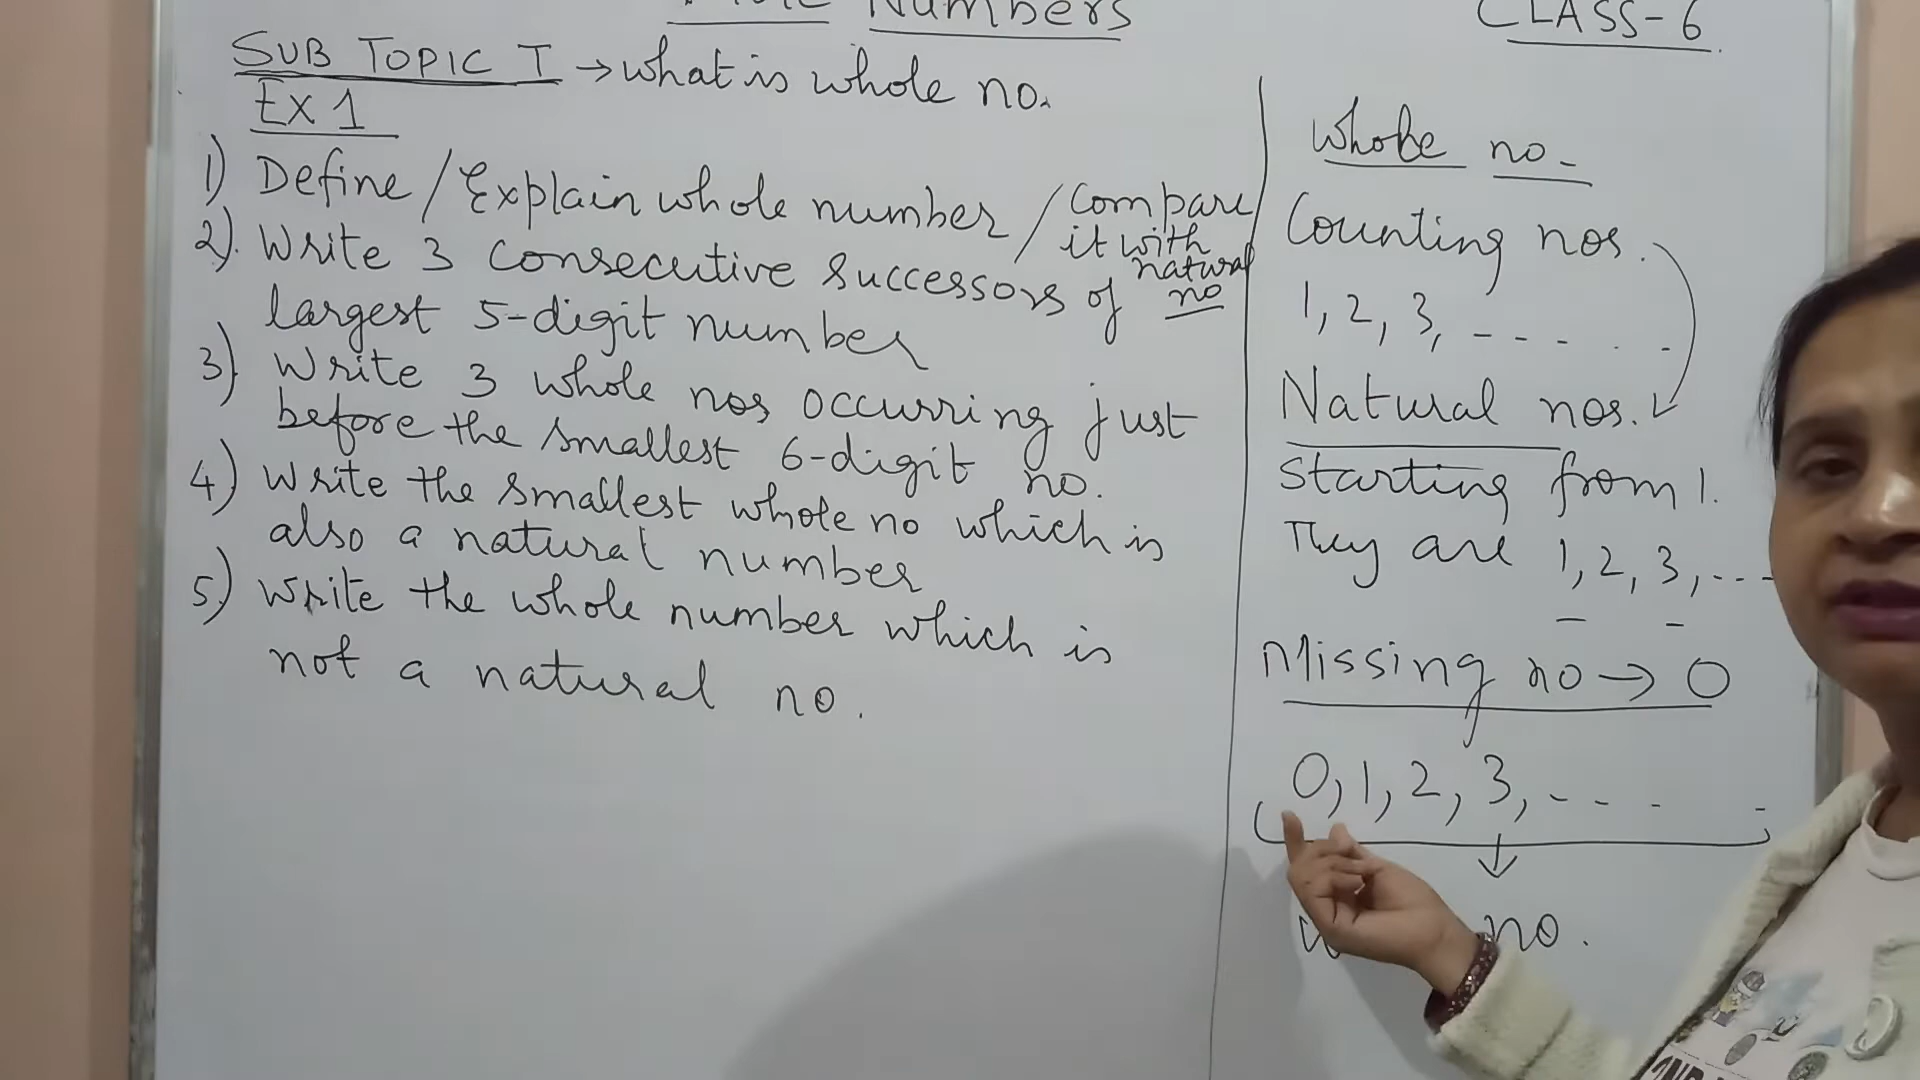 Numbers
CLASS-6
SUB TOPIC I → what is whole no.
Ex 1
1) Define / Explain whole number / compare
it with
natural
no
2). Write 3 consecutive successors of
largest 5-digit number
3) Write 3 whole nos occurring just
before the smallest 6-digit no.
4) Write the smallest whole no which is
also a natural number
5) Write the whole number which is
not a natural no.
Whole no-
Counting nos.
1, 2, 3, - - - . . -
Natural nos.
starting from 1.
They are 1, 2, 3, ---
Missing no → 0
0, 1, 2, 3, - - - -
↓
no.